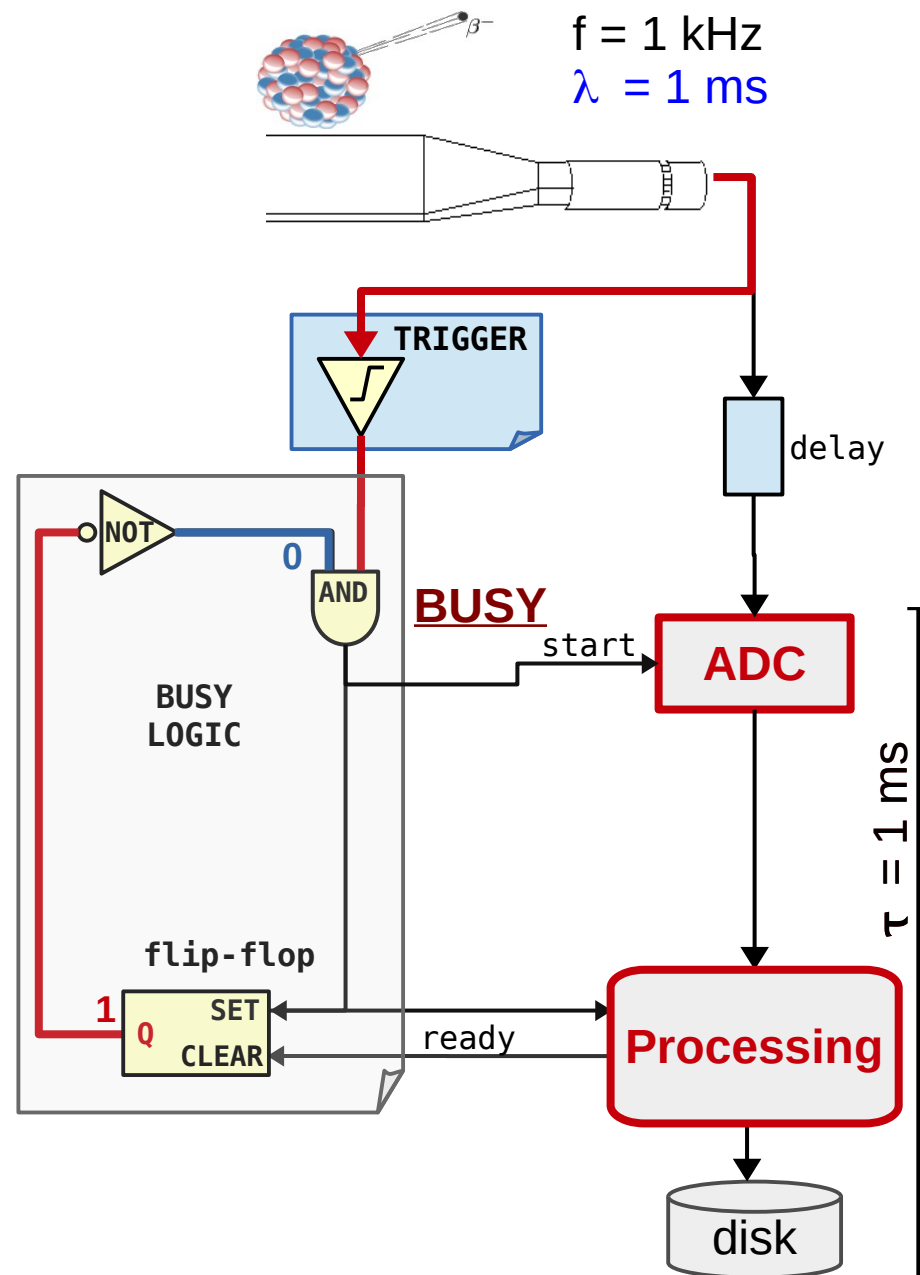 β⁻
f = 1 kHz
λ = 1 ms
TRIGGER
delay
NOT
0
AND
BUSY
start
ADC
BUSY
LOGIC
τ = 1 ms
flip-flop
1
Q
SET
CLEAR
ready
Processing
disk